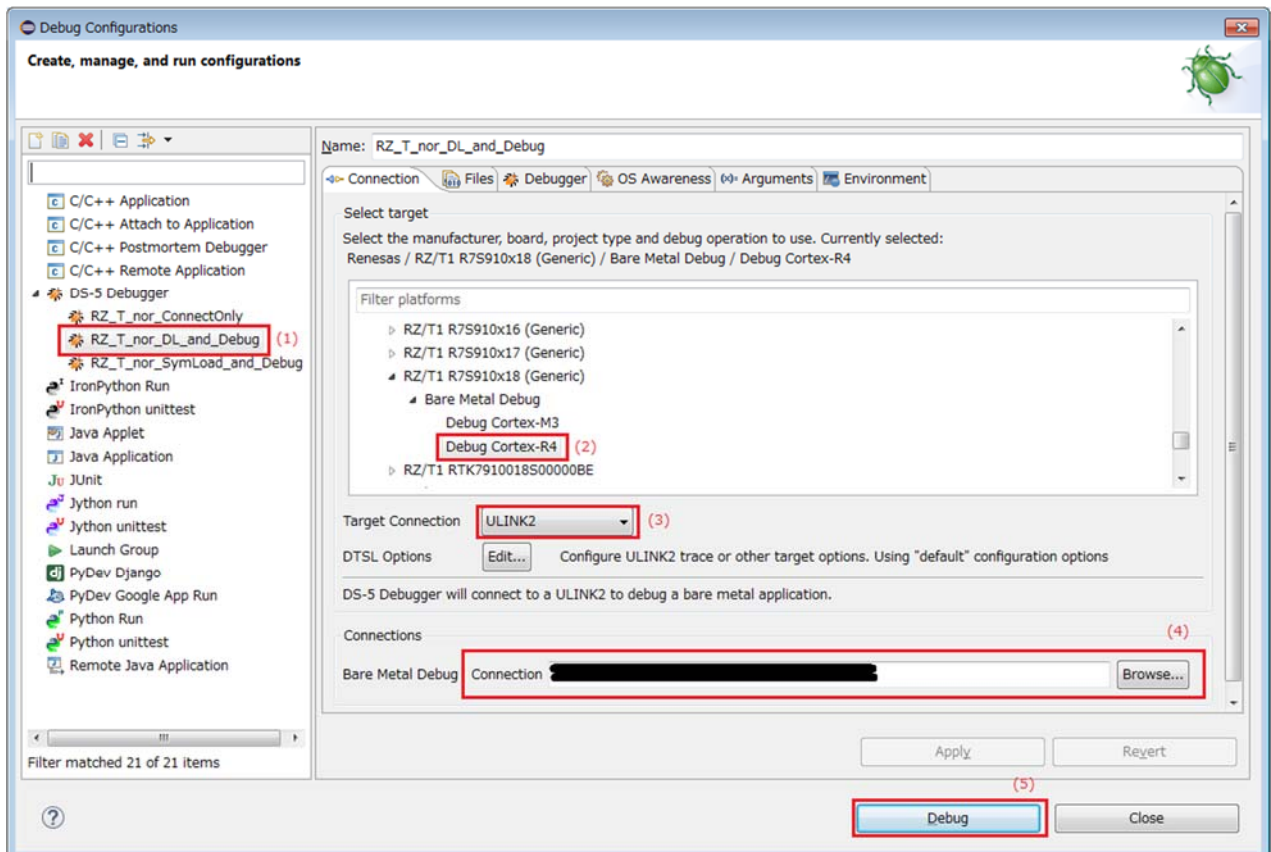 Debug Configurations
Create, manage, and run configurations
Name: RZ_T_nor_DL_and_Debug
Connection Files Debugger OS Awareness Arguments Environment
C/C++ Application
C/C++ Attach to Application
C/C++ Postmortem Debugger
C/C++ Remote Application
DS-5 Debugger
RZ_T_nor_ConnectOnly
RZ_T_nor_DL_and_Debug (1)
RZ_T_nor_SymLoad_and_Debug
IronPython Run
IronPython unittest
Java Applet
Java Application
JUnit
Jython run
Jython unittest
Launch Group
PyDev Django
PyDev Google App Run
Python Run
Python unittest
Remote Java Application
Filter matched 21 of 21 items
Select target
Select the manufacturer, board, project type and debug operation to use. Currently selected:
Renesas / RZ/T1 R7S910x18 (Generic) / Bare Metal Debug / Debug Cortex-R4
Filter platforms
RZ/T1 R7S910x16 (Generic)
RZ/T1 R7S910x17 (Generic)
RZ/T1 R7S910x18 (Generic)
Bare Metal Debug
Debug Cortex-M3
Debug Cortex-R4 (2)
RZ/T1 RTK7910018S00000BE
Target Connection ULINK2 (3)
DTSL Options Edit... Configure ULINK2 trace or other target options. Using "default" configuration options
DS-5 Debugger will connect to a ULINK2 to debug a bare metal application.
Connections (4)
Bare Metal Debug Connection Browse...
Apply Revert
(5)
Debug Close